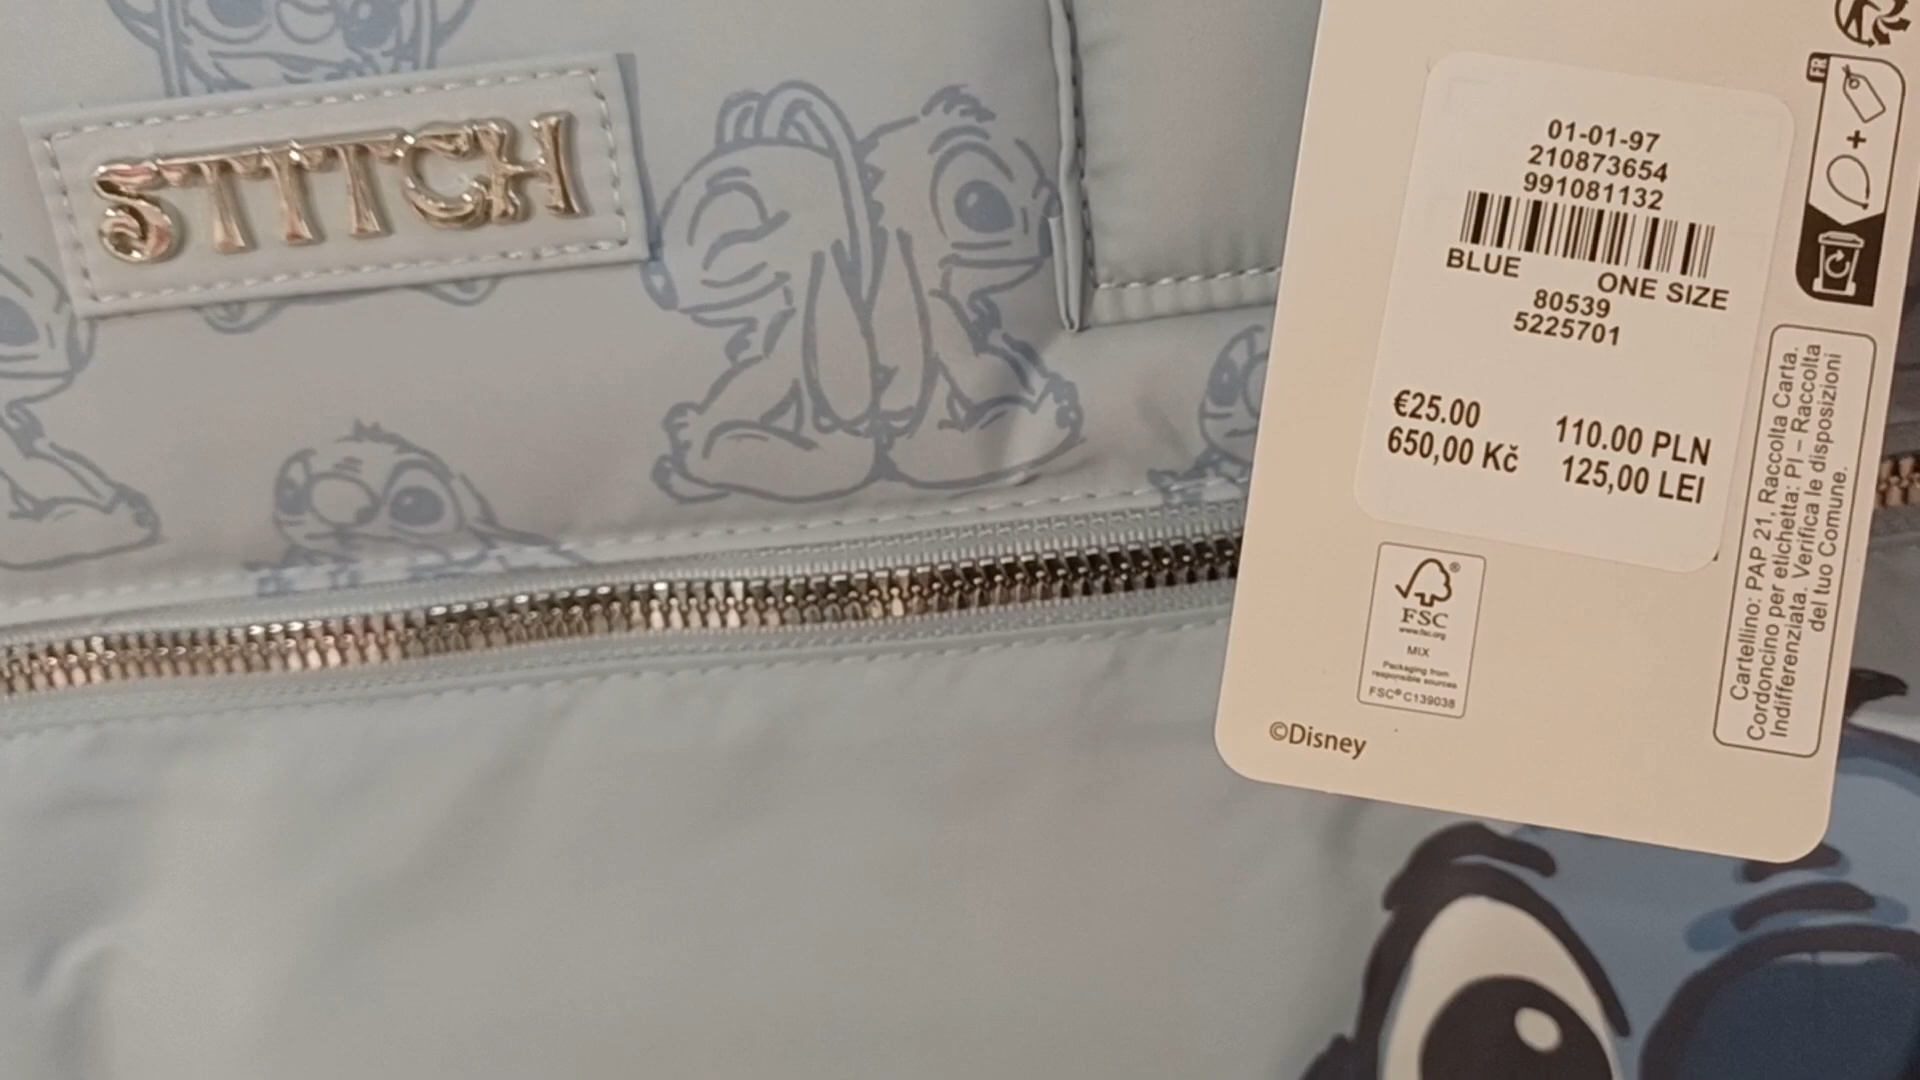 STITCH
01-01-97
210873654
991081132
BLUE ONE SIZE
80539
5225701
€25.00 110.00 PLN
650,00 Kč 125,00 LEI
FSC®
www.fsc.org
MIX
Packaging from
responsible sources
FSC® C139038
©Disney
FR
+
Cartellino: PAP 21, Raccolta Carta.
Cordoncino per etichetta: PI – Raccolta
Indifferenziata. Verifica le disposizioni
del tuo Comune.